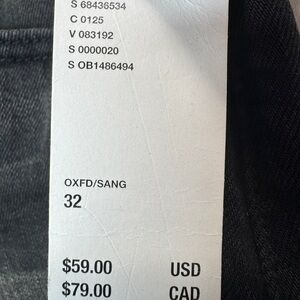 S 68436534
C 0125
V 083192
S 0000020
S OB1486494
OXFD/SANG
32
$59.00 USD
$79.00 CAD